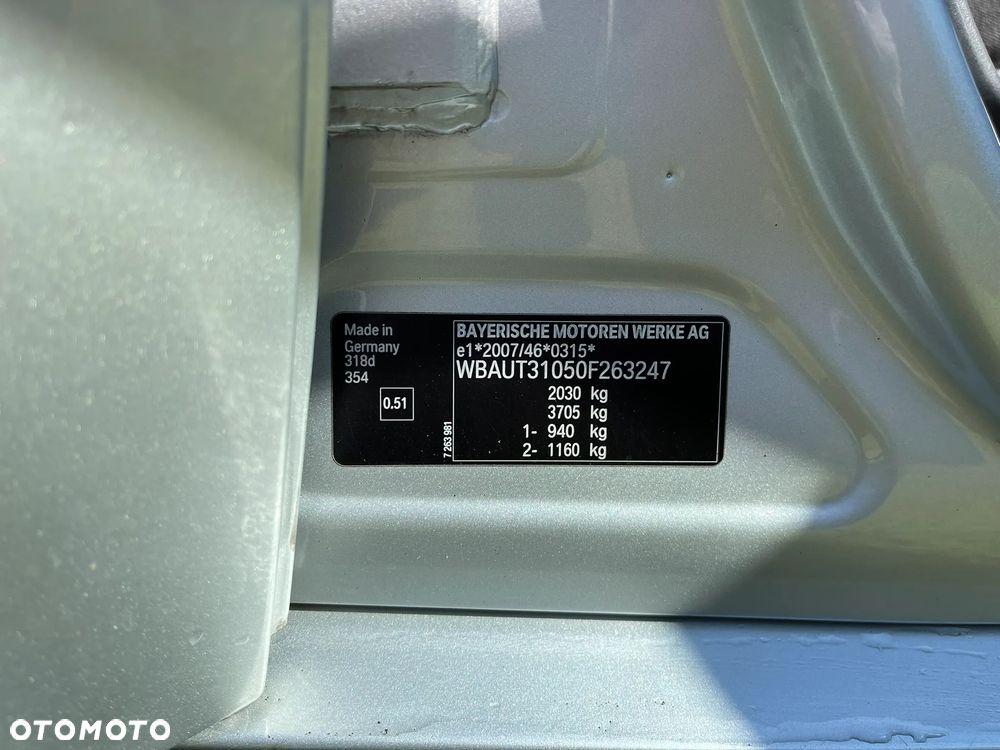 Made in
Germany
318d
354
0.51
7 263 981
BAYERISCHE MOTOREN WERKE AG
e1*2007/46*0315*
WBAUT31050F263247
2030 kg
3705 kg
1- 940 kg
2- 1160 kg
OTOMOTO